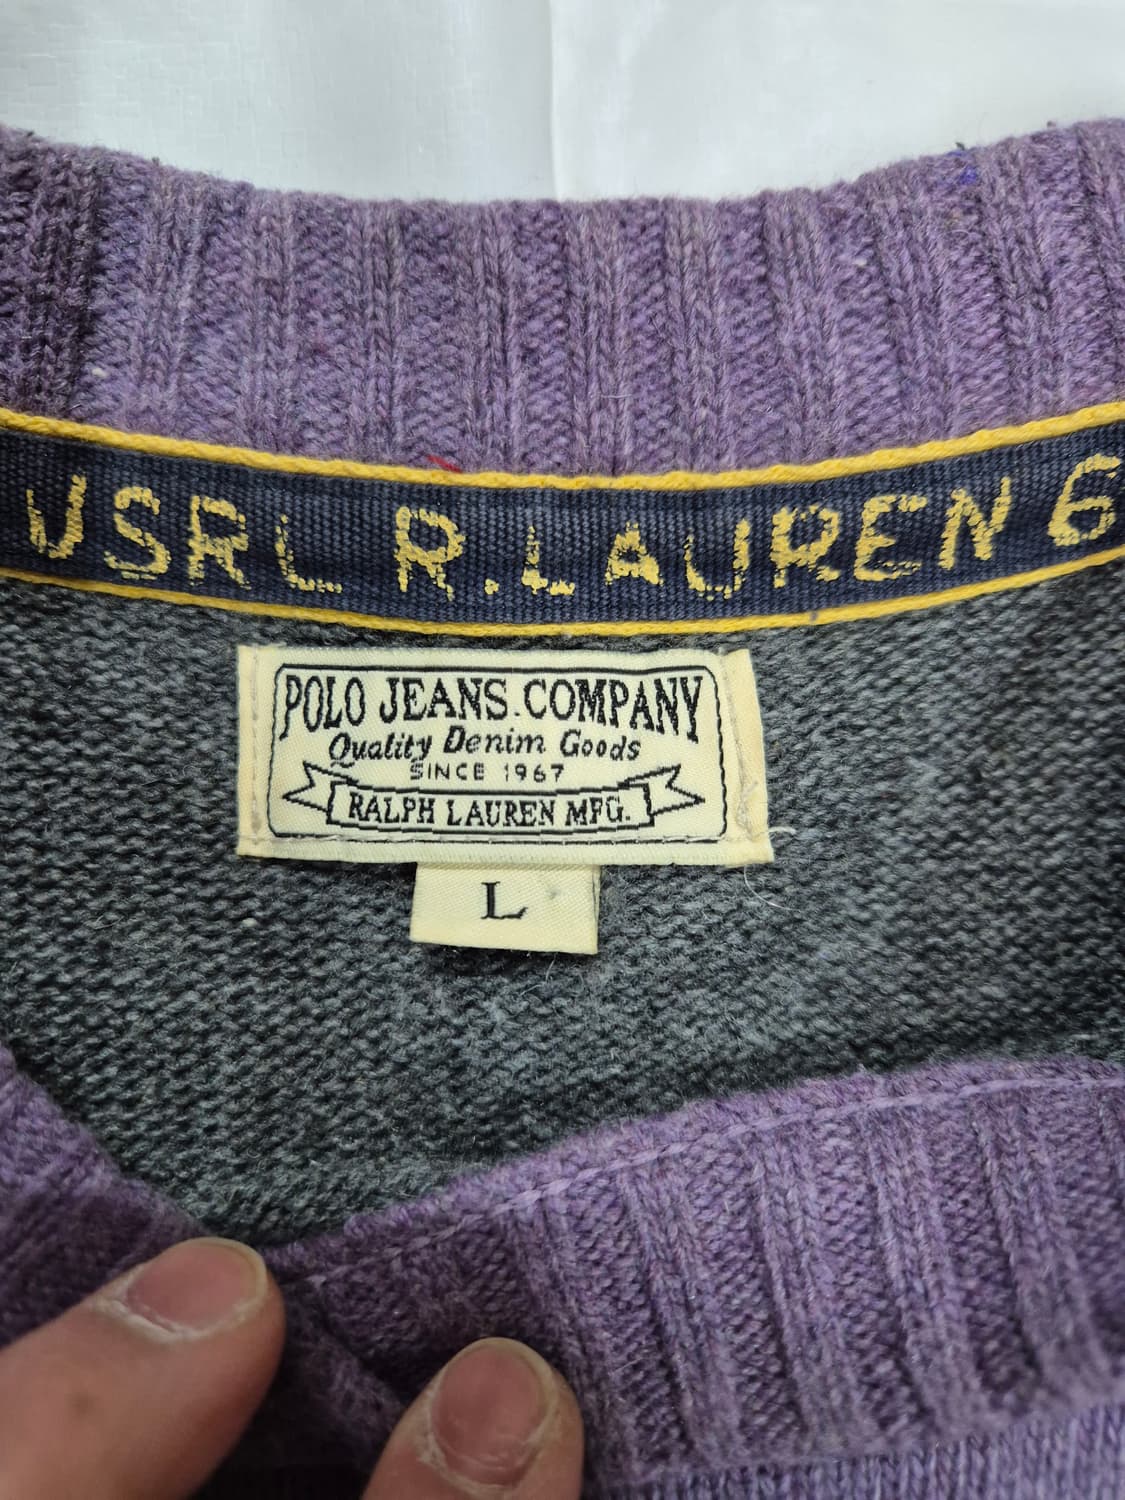 USRL R.LAUREN 6
POLO JEANS.COMPANY
Quality Denim Goods
SINCE 1967
RALPH LAUREN MFG.
L